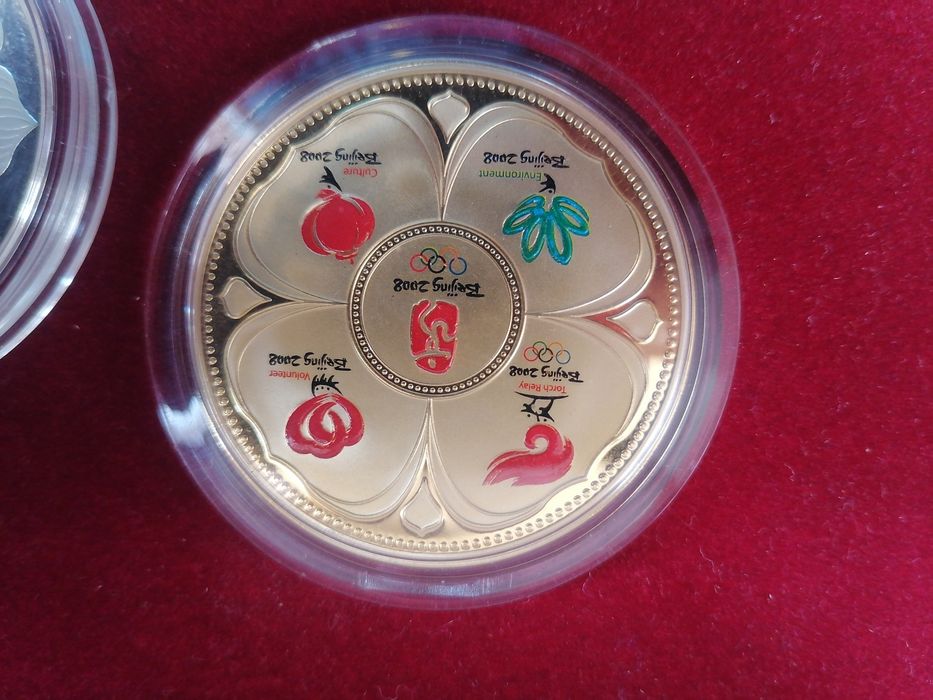 Torch Relay
Beijing 2008
Volunteer
Beijing 2008
Beijing 2008
Environment
Beijing 2008
Culture
Beijing 2008